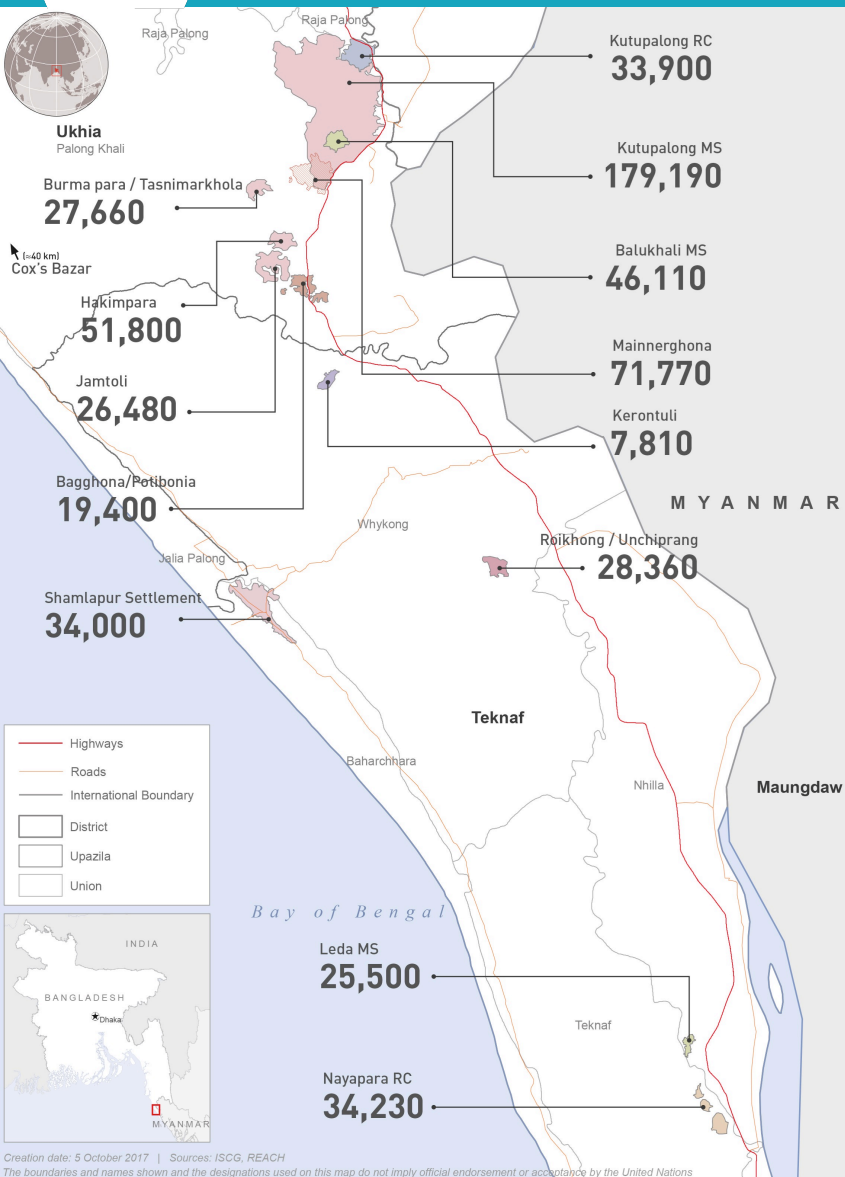 Raja Palong
Raja Palong
Kutupalong RC
33,900
Ukhia
Palong Khali
Kutupalong MS
179,190
Burma para / Tasnimarkhola
27,660
(≈40 km)
Cox's Bazar
Balukhali MS
46,110
Hakimpara
51,800
Mainnerghona
71,770
Jamtoli
26,480
Kerontuli
7,810
Bagghona/Potibonia
19,400
MYANMAR
Whykong
Roikhong / Unchiprang
28,360
Jalia Palong
Shamlapur Settlement
34,000
Teknaf
Highways
Roads
International Boundary
District
Upazila
Union
Baharchhara
Nhilla
Maungdaw
Bay of Bengal
INDIA
BANGLADESH
Dhaka
MYANMAR
Leda MS
25,500
Teknaf
Nayapara RC
34,230
Creation date: 5 October 2017 | Sources: ISCG, REACH
The boundaries and names shown and the designations used on this map do not imply official endorsement or acceptance by the United Nations